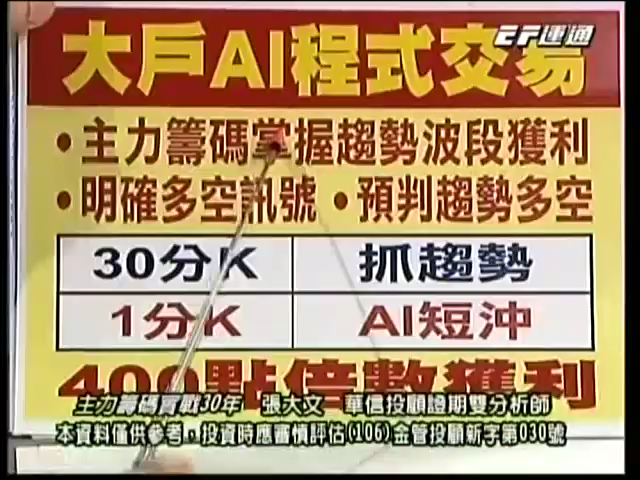 EF運通
大戶AI程式交易
•主力籌碼掌握趨勢波段獲利
•明確多空訊號 •預判趨勢多空
30分K 抓趨勢
1分K AI短沖
400點倍數獲利
主力籌碼實戰30年 張大文 華信投顧證期雙分析師
本資料僅供參考，投資時應審慎評估(106)金管投顧新字第030號